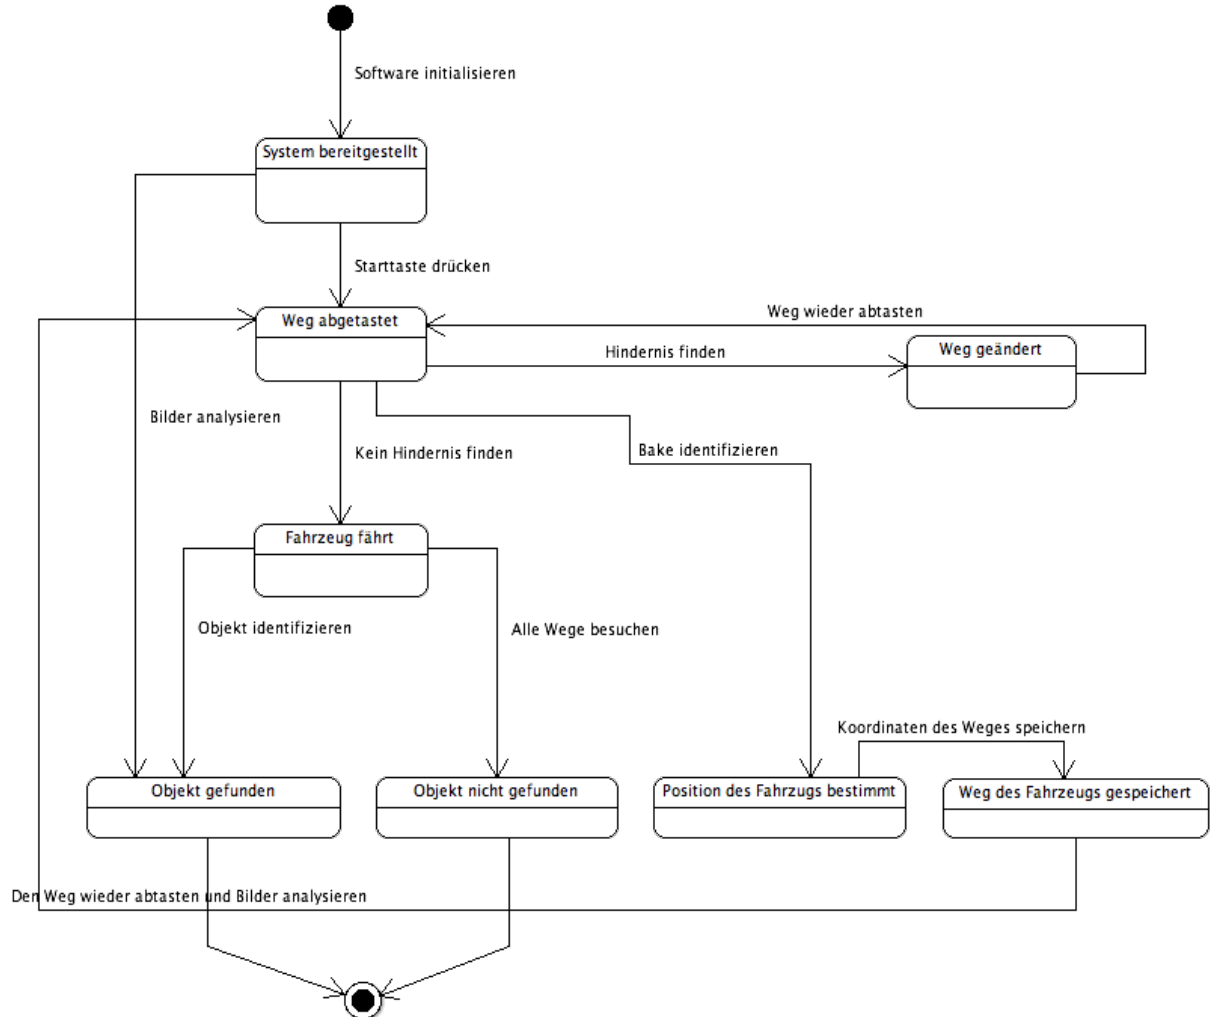 Software initialisieren
System bereitgestellt
Starttaste drücken
Weg abgetastet
Weg wieder abtasten
Hindernis finden
Weg geändert
Bilder analysieren
Kein Hindernis finden
Bake identifizieren
Fahrzeug fährt
Objekt identifizieren
Alle Wege besuchen
Koordinaten des Weges speichern
Objekt gefunden
Objekt nicht gefunden
Position des Fahrzugs bestimmt
Weg des Fahrzeugs gespeichert
Den Weg wieder abtasten und Bilder analysieren